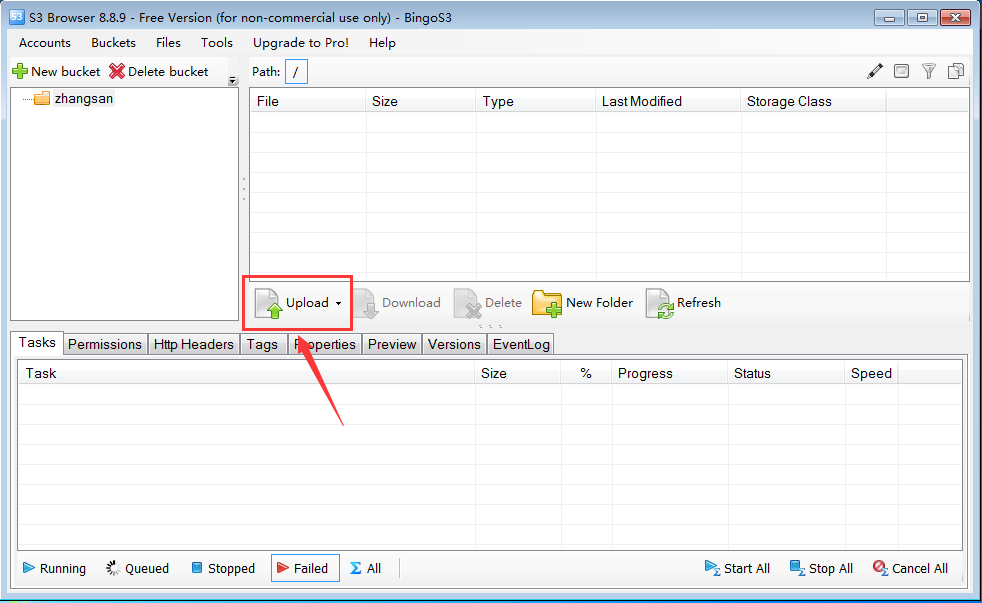 S3 Browser 8.8.9 - Free Version (for non-commercial use only) - BingoS3
Accounts Buckets Files Tools Upgrade to Pro! Help
New bucket Delete bucket Path: /
zhangsan
File Size Type Last Modified Storage Class
Upload Download Delete New Folder Refresh
Tasks Permissions Http Headers Tags Properties Preview Versions EventLog
Task Size % Progress Status Speed
Running Queued Stopped Failed All Start All Stop All Cancel All